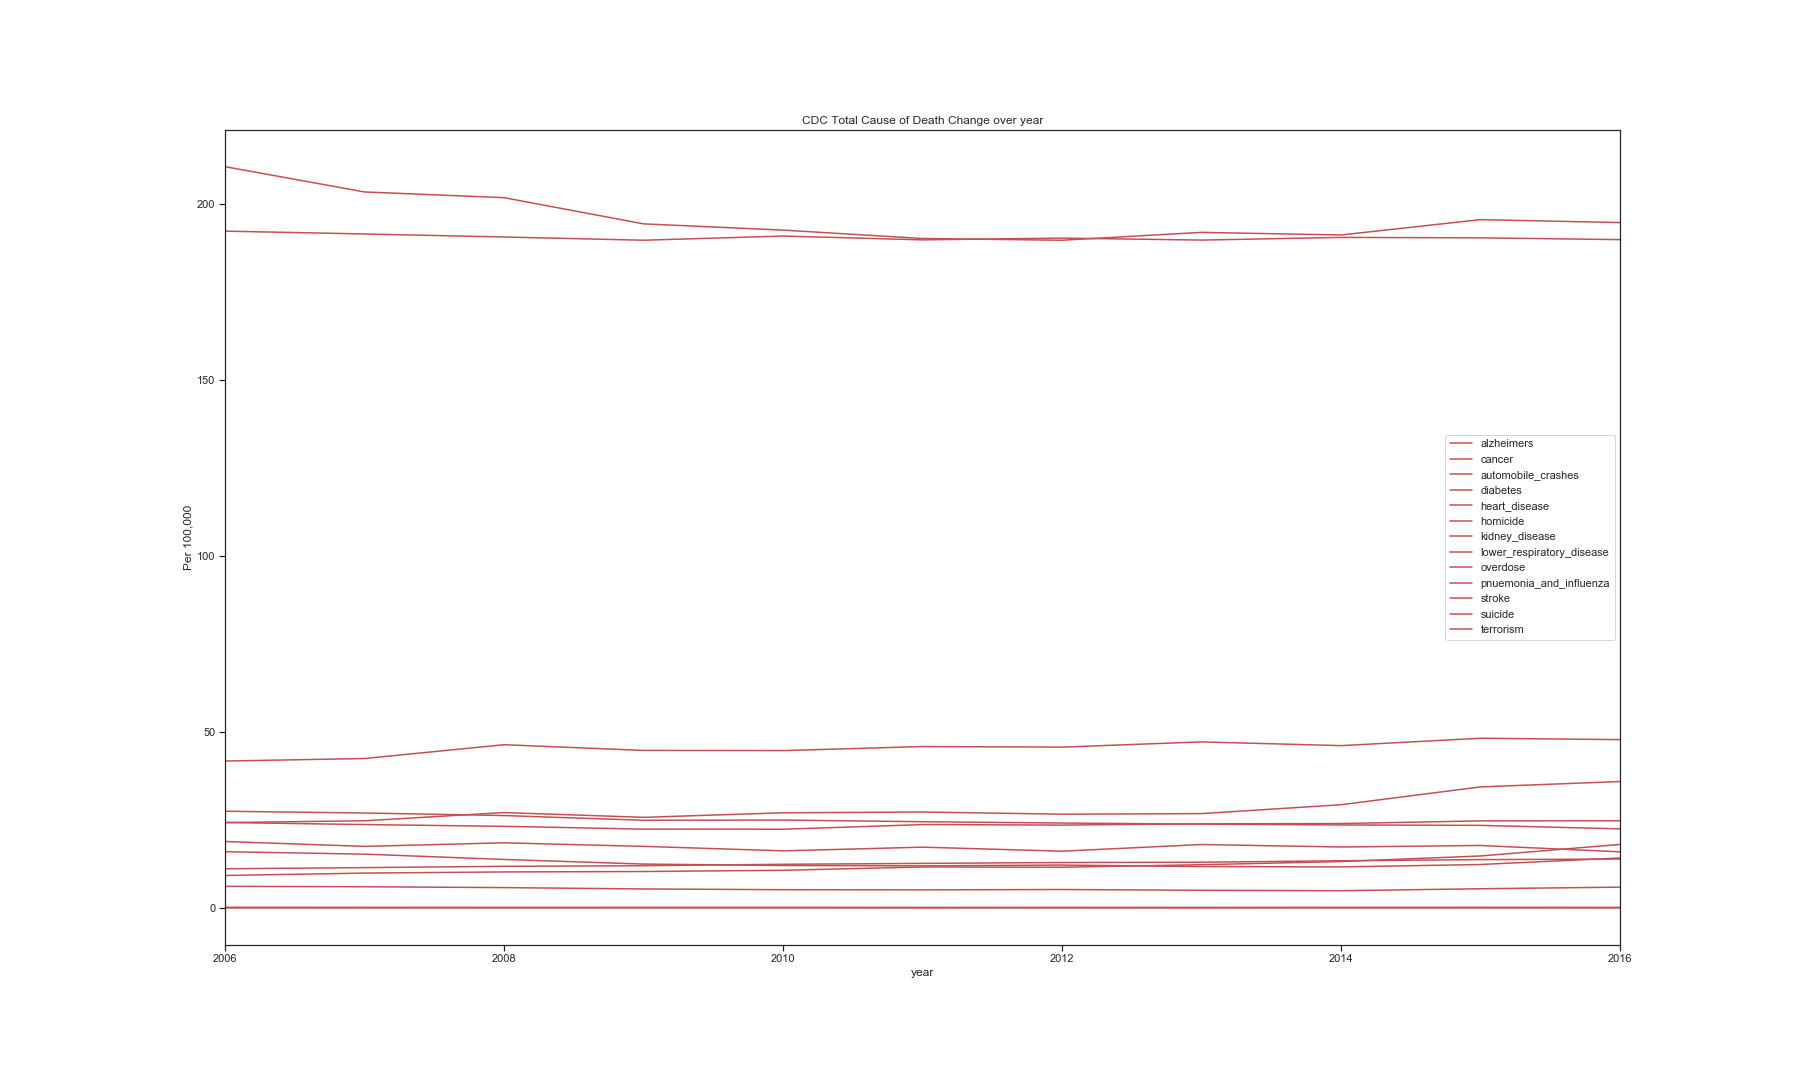 CDC Total Cause of Death Change over year
200
150
100
50
0
Per 100,000
alzheimers
cancer
automobile_crashes
diabetes
heart_disease
homicide
kidney_disease
lower_respiratory_disease
overdose
pnuemonia_and_influenza
stroke
suicide
terrorism
2006 2008 2010 2012 2014 2016
year